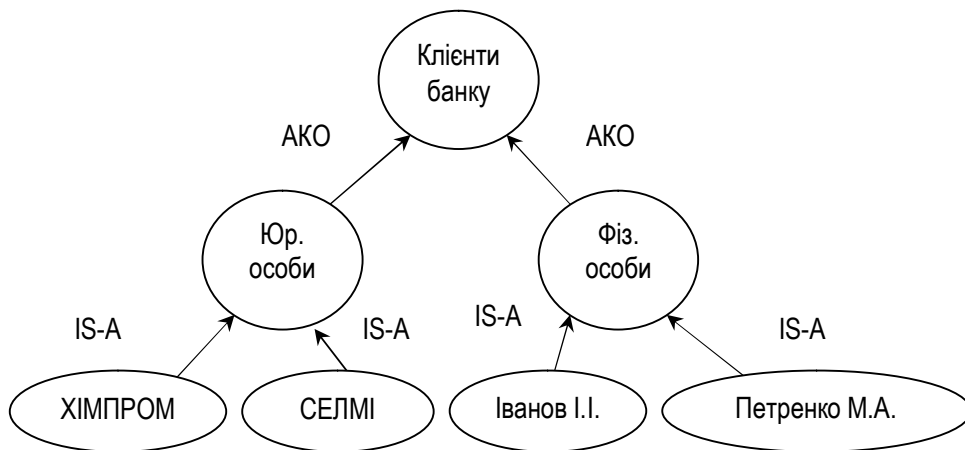 Клієнти
банку
АКО
АКО
Юр.
особи
Фіз.
особи
IS-A
IS-A
IS-A
IS-A
ХІМПРОМ
СЕЛМІ
Іванов І.І.
Петренко М.А.